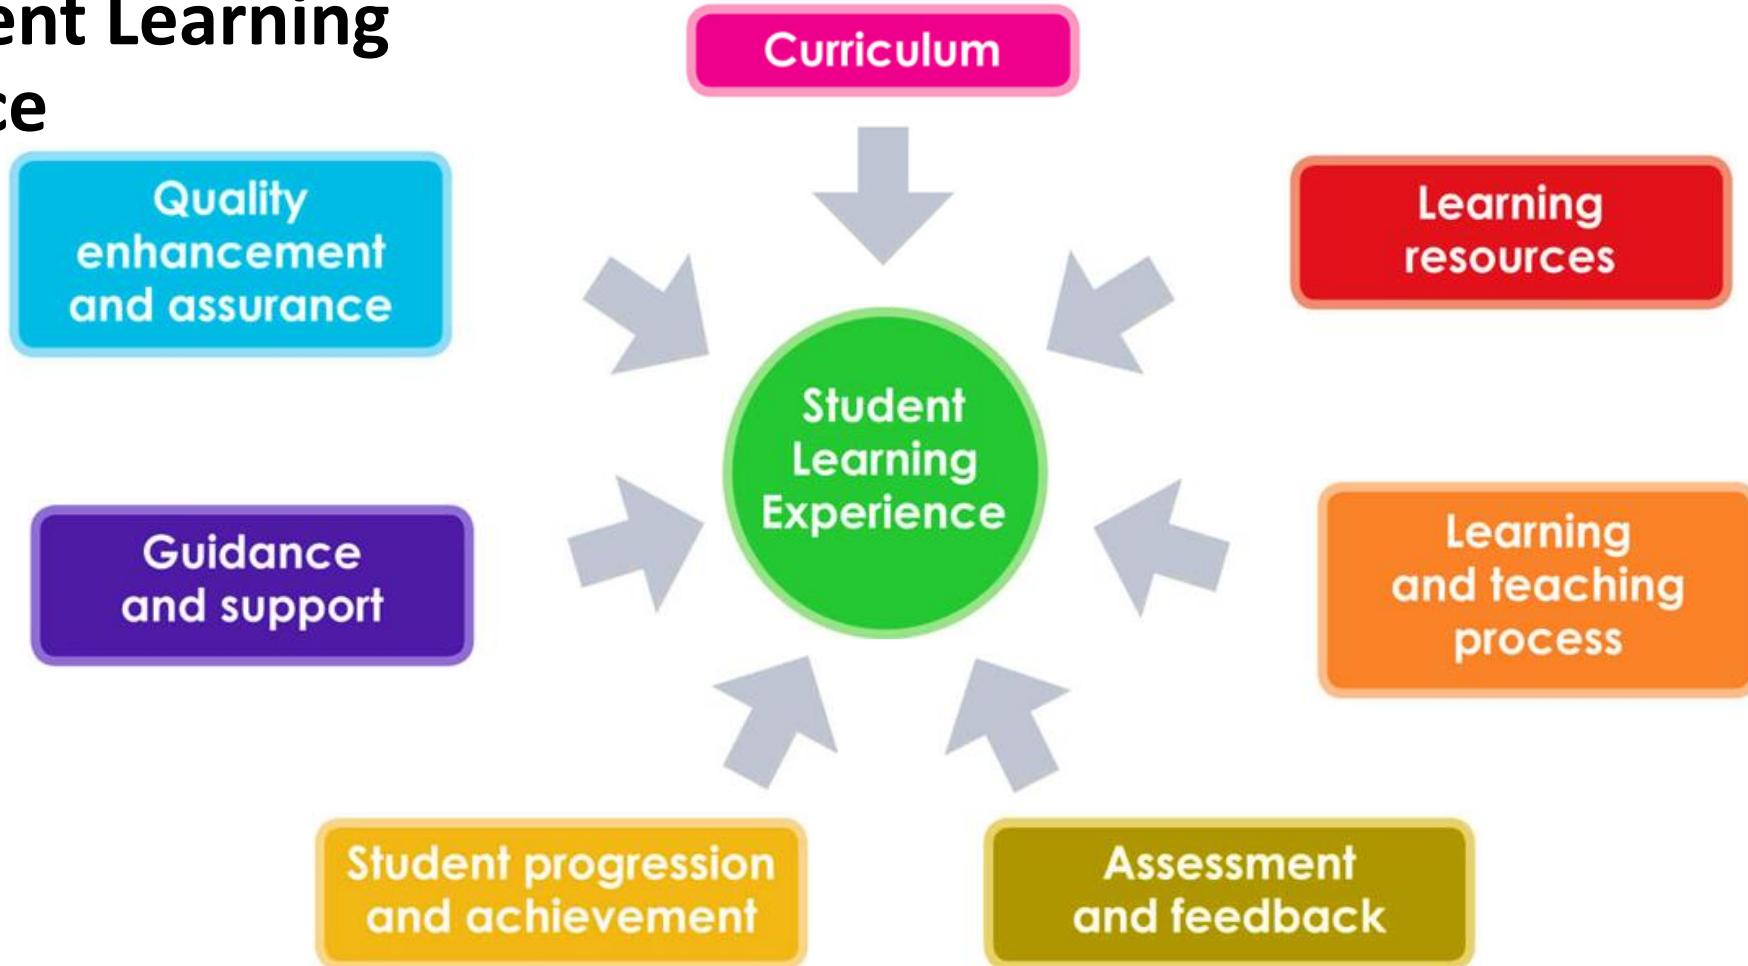 ent Learning
ce
Curriculum
Quality
enhancement
and assurance
Learning
resources
Student
Learning
Experience
Guidance
and support
Learning
and teaching
process
Student progression
and achievement
Assessment
and feedback